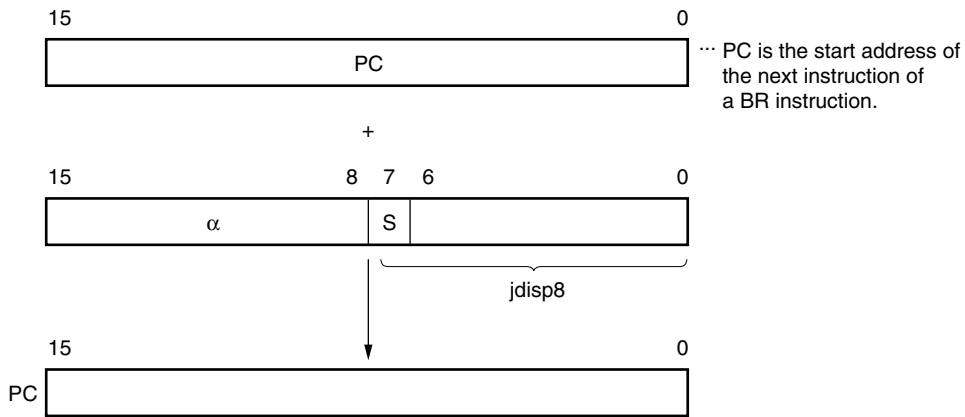 15 0
PC
... PC is the start address of
the next instruction of
a BR instruction.
+
15 8 7 6 0
α S
jdisp8
15 0
PC